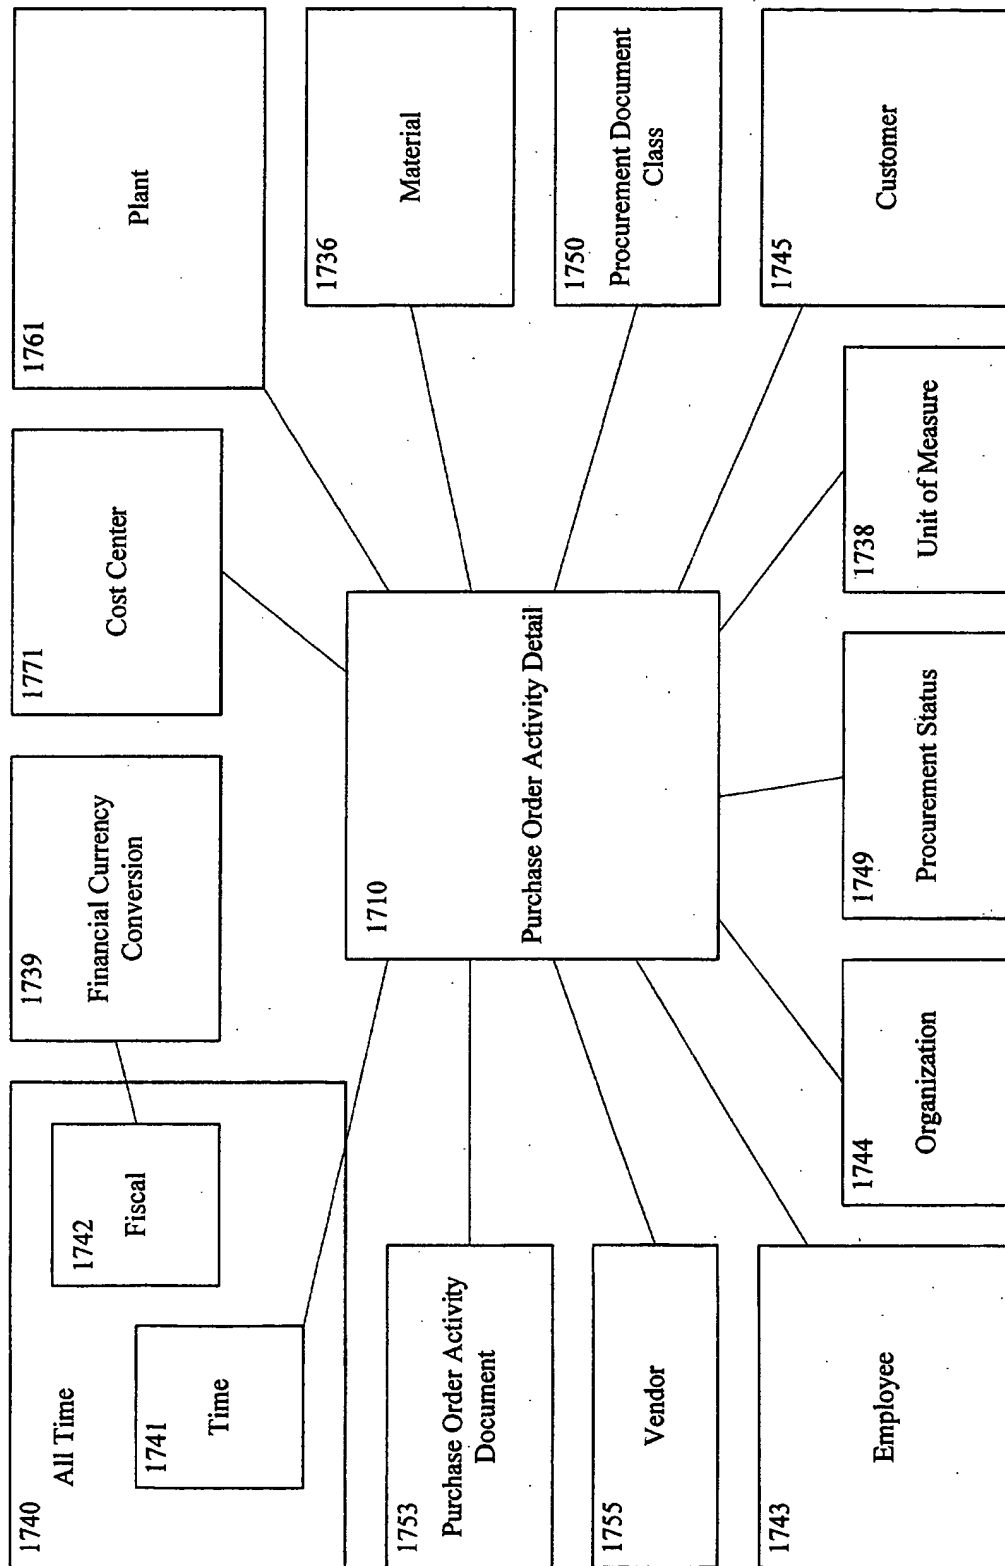 1740
All Time
1741
Time
1742
Fiscal
1739
Financial Currency
Conversion
1771
Cost Center
1761
Plant
1753
Purchase Order Activity
Document
1710
Purchase Order Activity Detail
1736
Material
1755
Vendor
1750
Procurement Document
Class
1743
Employee
1744
Organization
1749
Procurement Status
1738
Unit of Measure
1745
Customer